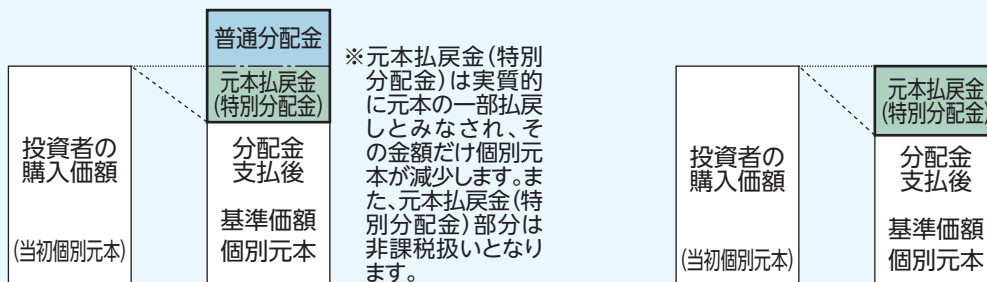 普通分配金
元本払戻金
(特別分配金)
投資者の
購入価額
(当初個別元本)
分配金
支払後
基準価額
個別元本
※元本払戻金(特別
分配金)は実質的
に元本の一部払戻
しとみなされ、そ
の金額だけ個別元
本が減少します。ま
た、元本払戻金(特
別分配金)部分は
非課税扱いとなり
ます。
投資者の
購入価額
(当初個別元本)
元本払戻金
(特別分配金)
分配金
支払後
基準価額
個別元本